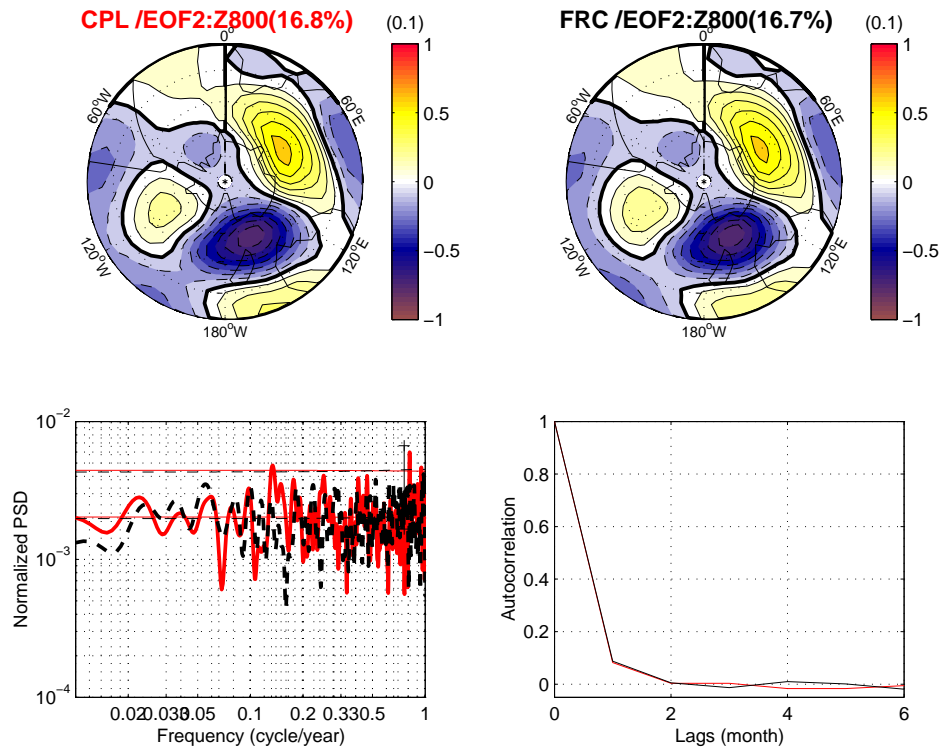 CPL /EOF2:Z800(16.8%) (0.1) FRC /EOF2:Z800(16.7%) (0.1)
0° 1 0° 1
60°W 60°E 0.5 60°W 60°E 0.5
0 0
120°W 120°E −0.5 120°W 120°E −0.5
180°W −1 180°W −1
10⁻² 1
0.8
Normalized PSD 0.6 Autocorrelation
10⁻³ 0.4
0.2
10⁻⁴ 0
0.02 0.033 0.05 0.1 0.2 0.33 0.5 1 0 2 4 6
Frequency (cycle/year) Lags (month)